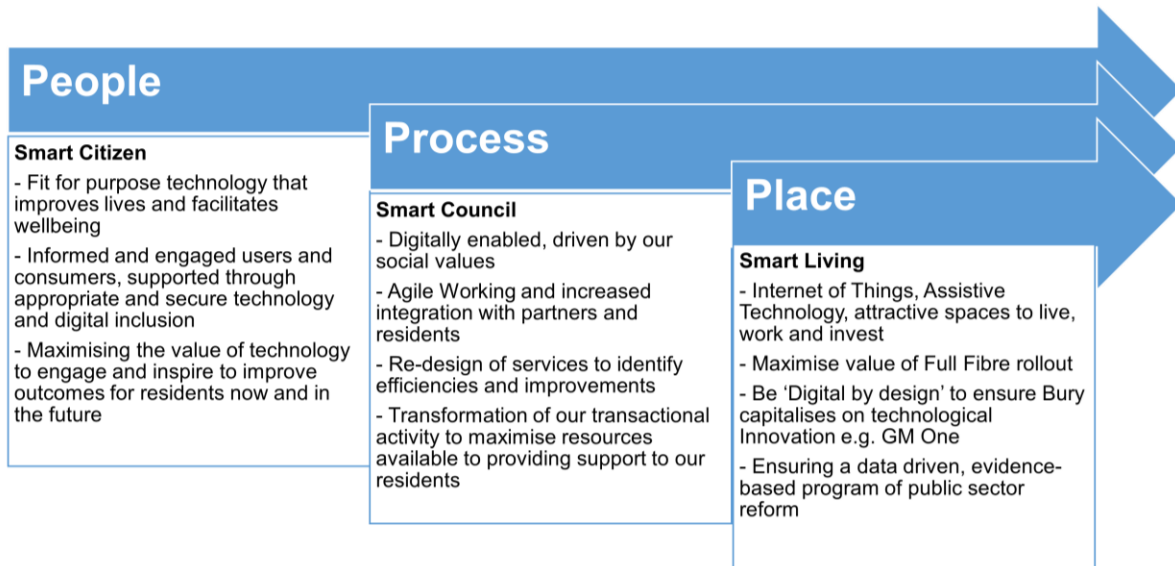 People
Smart Citizen
- Fit for purpose technology that
improves lives and facilitates
wellbeing
- Informed and engaged users and
consumers, supported through
appropriate and secure technology
and digital inclusion
- Maximising the value of technology
to engage and inspire to improve
outcomes for residents now and in
the future
Process
Smart Council
- Digitally enabled, driven by our
social values
- Agile Working and increased
integration with partners and
residents
- Re-design of services to identify
efficiencies and improvements
- Transformation of our transactional
activity to maximise resources
available to providing support to our
residents
Place
Smart Living
- Internet of Things, Assistive
Technology, attractive spaces to live,
work and invest
- Maximise value of Full Fibre rollout
- Be ‘Digital by design’ to ensure Bury
capitalises on technological
Innovation e.g. GM One
- Ensuring a data driven, evidence-
based program of public sector
reform